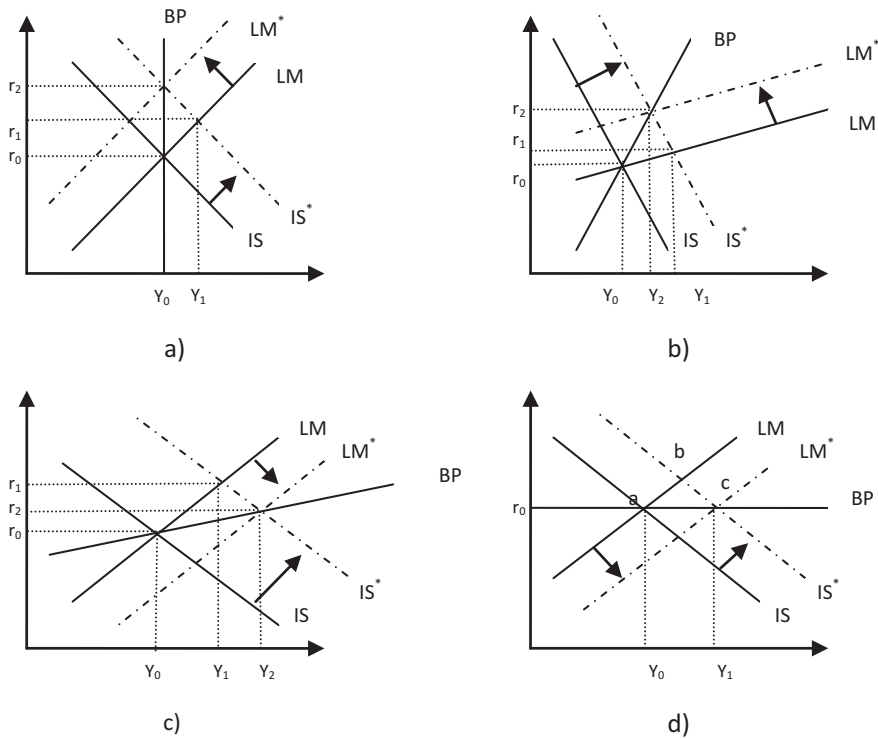 BP
LM*
LM
r2
r1
r0
IS*
IS
Y0 Y1
a)
BP
LM*
LM
r2
r1
r0
IS IS*
Y0 Y2 Y1
b)
LM
LM*
BP
r1
r2
r0
IS*
IS
Y0 Y1 Y2
c)
LM
b
LM*
c
a
BP
r0
IS*
IS
Y0 Y1
d)